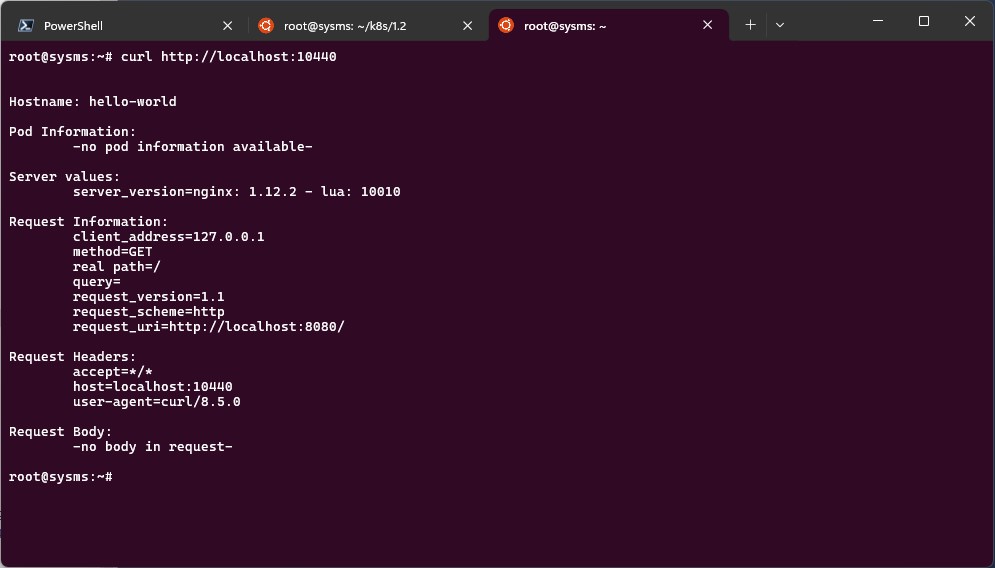 PowerShell
root@sysms: ~/k8s/1.2
root@sysms: ~
root@sysms:~# curl http://localhost:10440
Hostname: hello-world
Pod Information:
-no pod information available-
Server values:
server_version=nginx: 1.12.2 - lua: 10010
Request Information:
client_address=127.0.0.1
method=GET
real path=/
query=
request_version=1.1
request_scheme=http
request_uri=http://localhost:8080/
Request Headers:
accept=*/*
host=localhost:10440
user-agent=curl/8.5.0
Request Body:
-no body in request-
root@sysms:~#